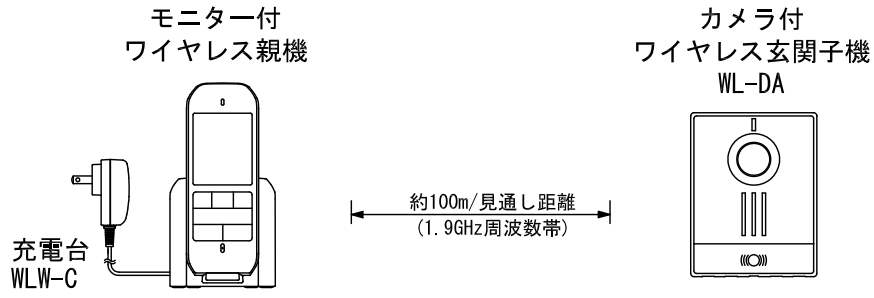 モニター付
ワイヤレス親機
カメラ付
ワイヤレス玄関子機
WL-DA
約100m/見通し距離
(1.9GHz周波数帯)
充電台
WLW-C